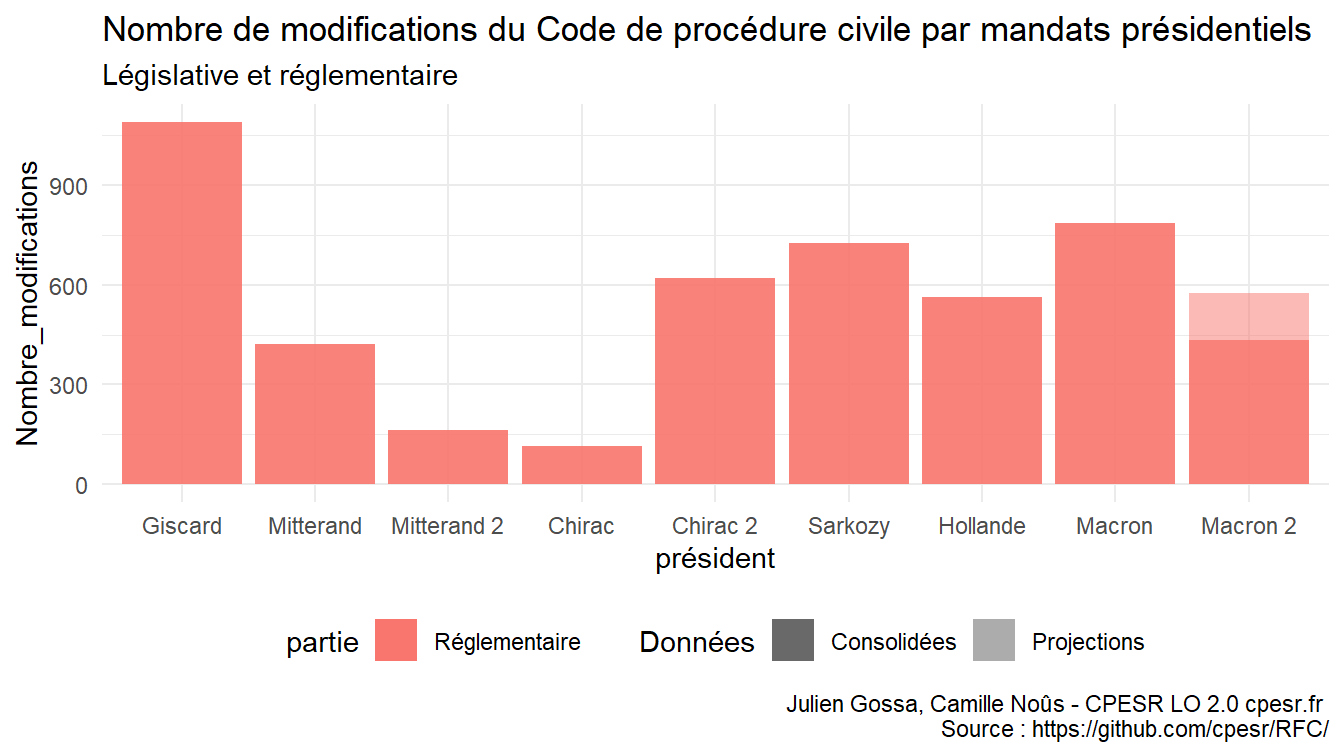 Nombre de modifications du Code de procédure civile par mandats présidentiels
Législative et réglementaire
Nombre_modifications
900
600
300
0
Giscard Mitterand Mitterand 2 Chirac Chirac 2 Sarkozy Hollande Macron Macron 2
président
partie Réglementaire Données Consolidées Projections
Julien Gossa, Camille Noûs - CPESR LO 2.0 cpesr.fr
Source : https://github.com/cpesr/RFC/